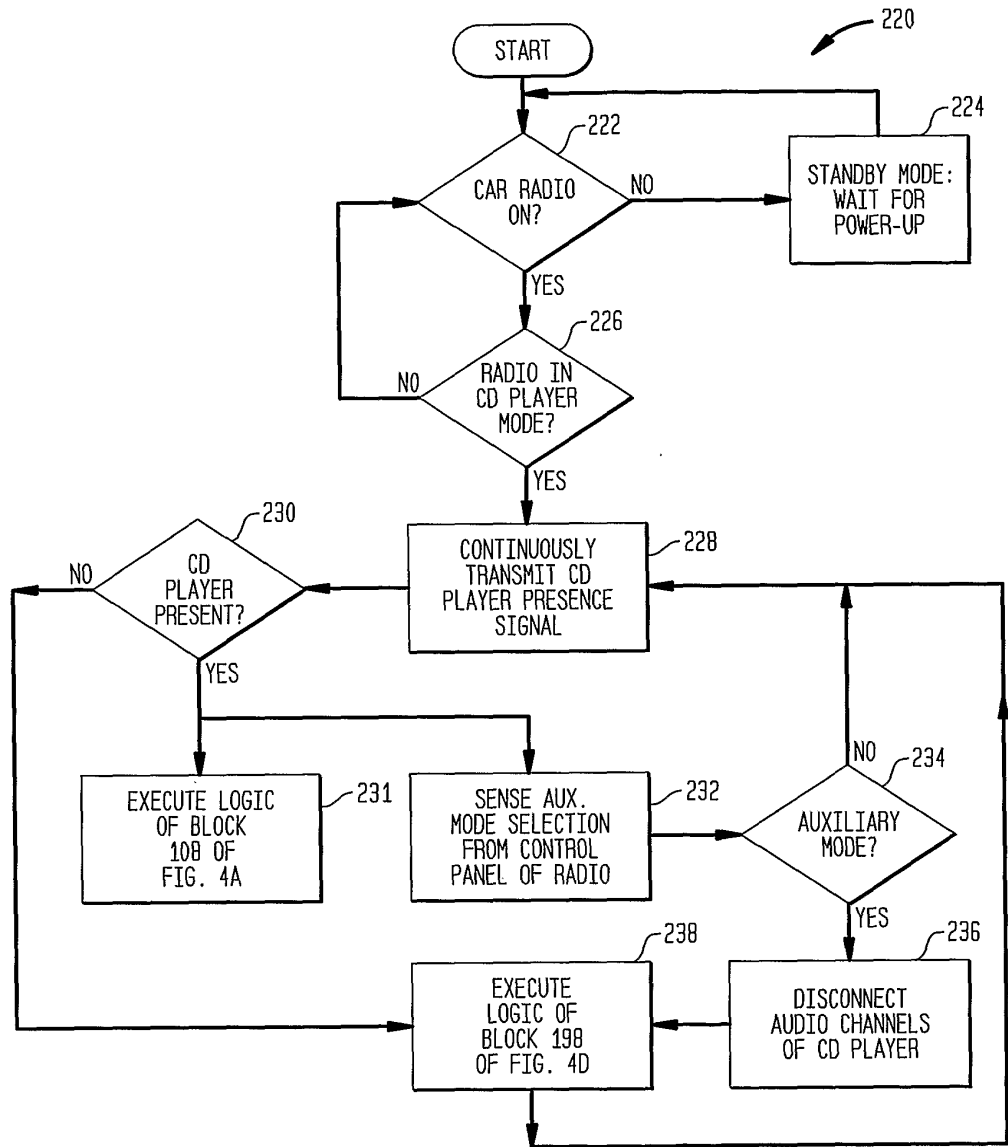 START
220
224
222
CAR RADIO
ON?
NO
STANDBY MODE:
WAIT FOR
POWER-UP
YES
226
NO
RADIO IN
CD PLAYER
MODE?
YES
230
NO
CD
PLAYER
PRESENT?
YES
228
CONTINUOUSLY
TRANSMIT CD
PLAYER PRESENCE
SIGNAL
231
EXECUTE LOGIC
OF BLOCK
108 OF
FIG. 4A
232
SENSE AUX.
MODE SELECTION
FROM CONTROL
PANEL OF RADIO
NO
234
AUXILIARY
MODE?
YES
238
EXECUTE
LOGIC OF
BLOCK 198
OF FIG. 4D
236
DISCONNECT
AUDIO CHANNELS
OF CD PLAYER